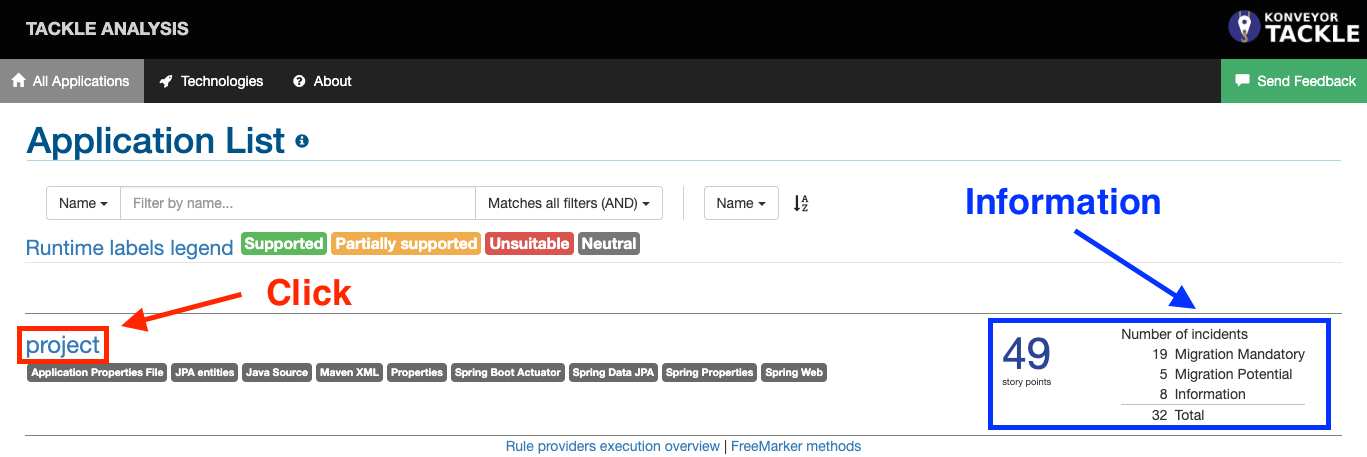 TACKLE ANALYSIS
KONVEYOR
TACKLE
All Applications Technologies About Send Feedback
Application List
Name Filter by name... Matches all filters (AND) Name
Information
Runtime labels legend Supported Partially supported Unsuitable Neutral
Click
project
Application Properties File JPA entities Java Source Maven XML Properties Spring Boot Actuator Spring Data JPA Spring Properties Spring Web
49
story points
Number of incidents
19 Migration Mandatory
5 Migration Potential
8 Information
32 Total
Rule providers execution overview | FreeMarker methods